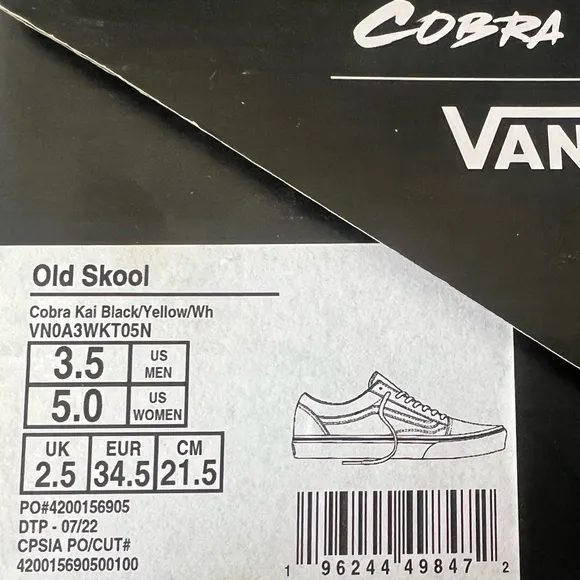 COBRA
VAN
Old Skool
Cobra Kai Black/Yellow/Wh
VN0A3WKT05N
3.5 US MEN
5.0 US WOMEN
UK EUR CM
2.5 34.5 21.5
PO#4200156905
DTP - 07/22
CPSIA PO/CUT#
420015690500100
1 96244 49847 2